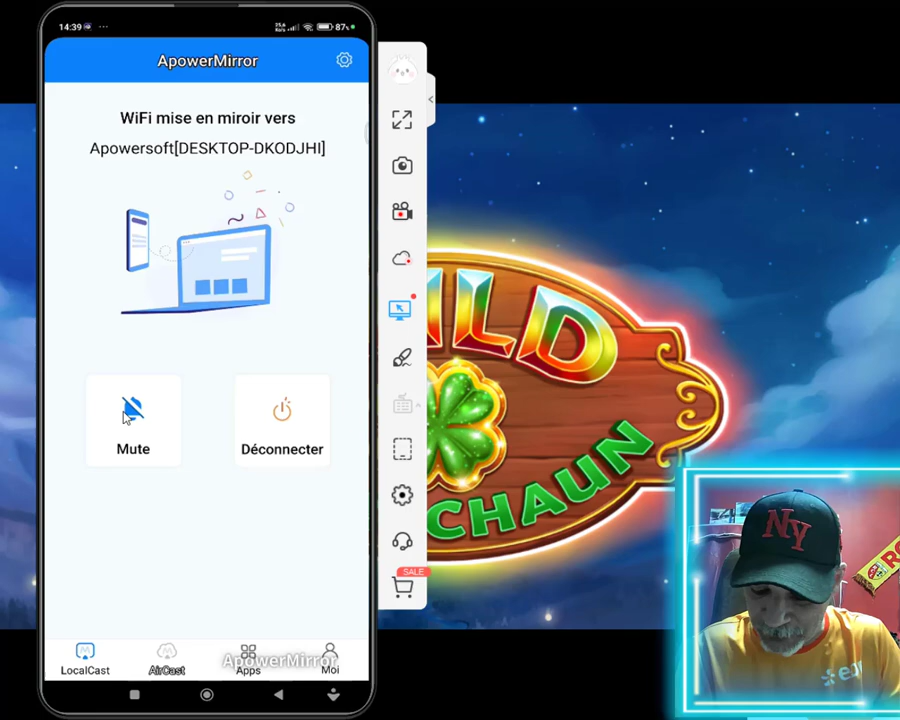 14:39
87%
ApowerMirror
WiFi mise en miroir vers
Apowersoft[DESKTOP-DKODJHI]
Mute
Déconnecter
LocalCast
AirCast
Apps
Moi
ApowerMirror
SALE
ILD
CHAUN
NY